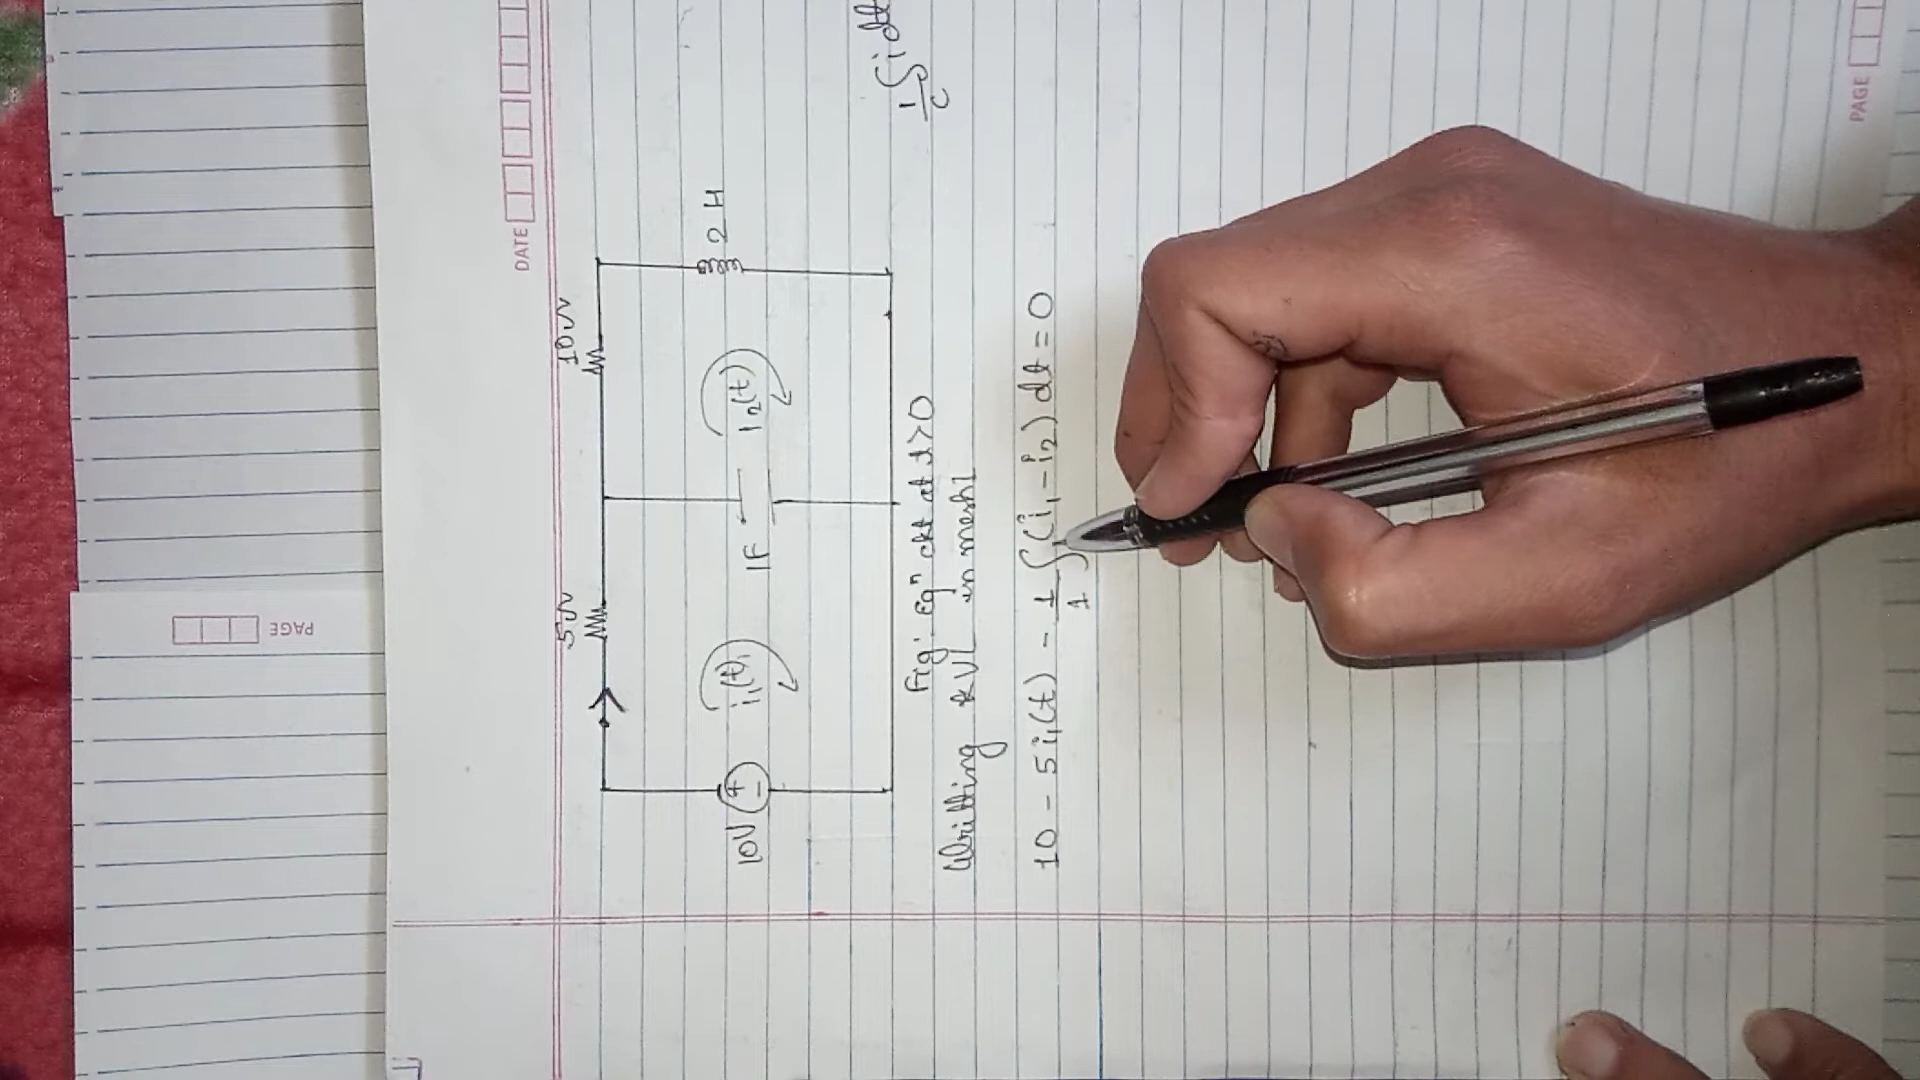 DATE
5Ω
10Ω
10V
+
-
i₁(t)
1F
i₂(t)
2H
Fig: Eqⁿ ckt at t>0
1/C ∫i dt
Writting KVL in mesh1
10 - 5i₁(t) - 1/1 ∫(i₁-i₂) dt = 0
PAGE
PAGE